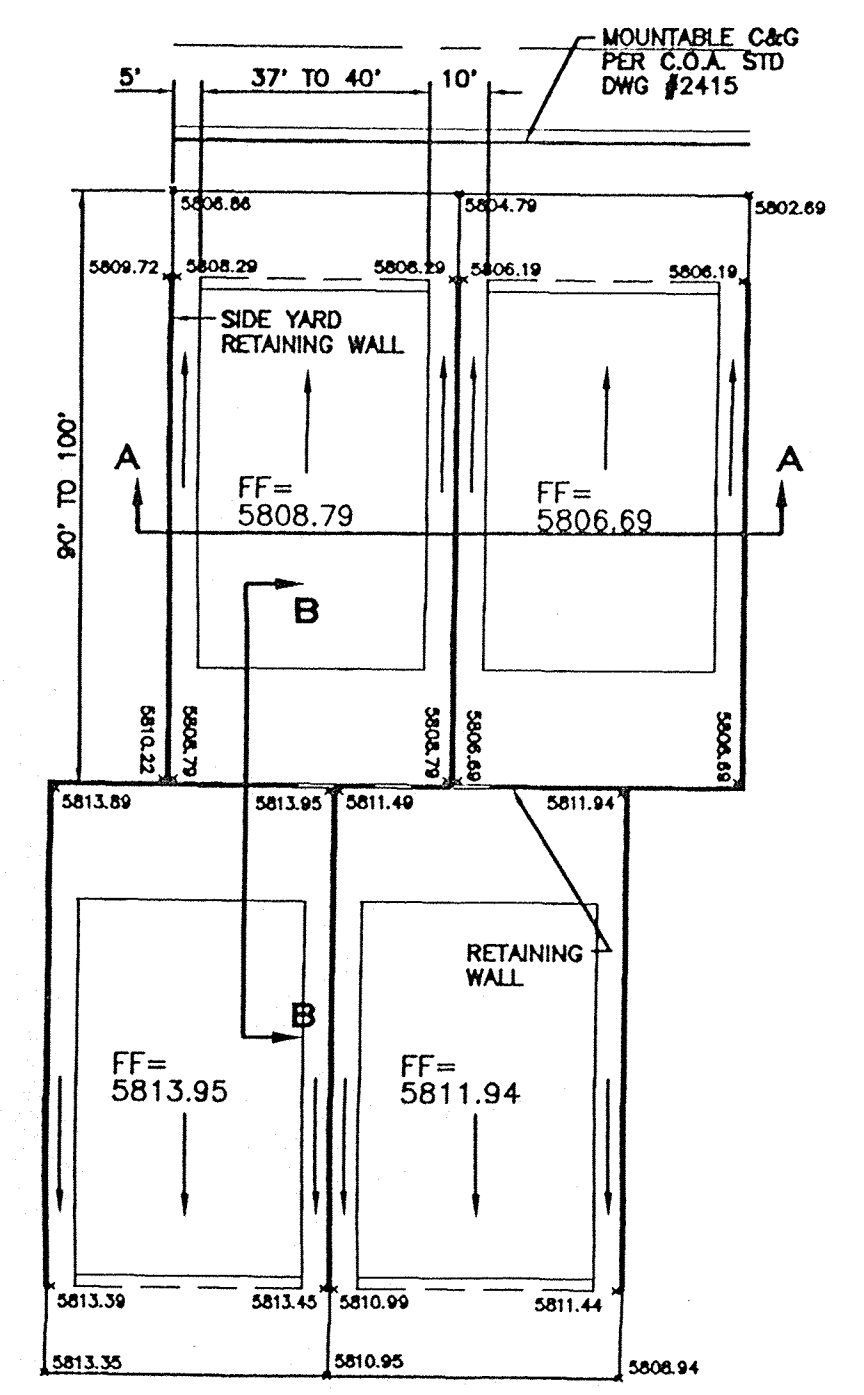 MOUNTABLE C&G
PER C.O.A. STD
DWG #2415
5' 37' TO 40' 10'
5806.86 5804.79 5802.69
5809.72 5808.29 5806.29 5806.19 5806.19
SIDE YARD
RETAINING WALL
90' TO 100'
A A
FF=
5808.79
FF=
5806.69
B
5810.22 5808.79 5808.79 5806.69 5806.69
5813.89 5813.95 5811.49 5811.94
RETAINING
WALL
B
FF=
5813.95
FF=
5811.94
5813.39 5813.45 5810.99 5811.44
5813.35 5810.95 5808.94